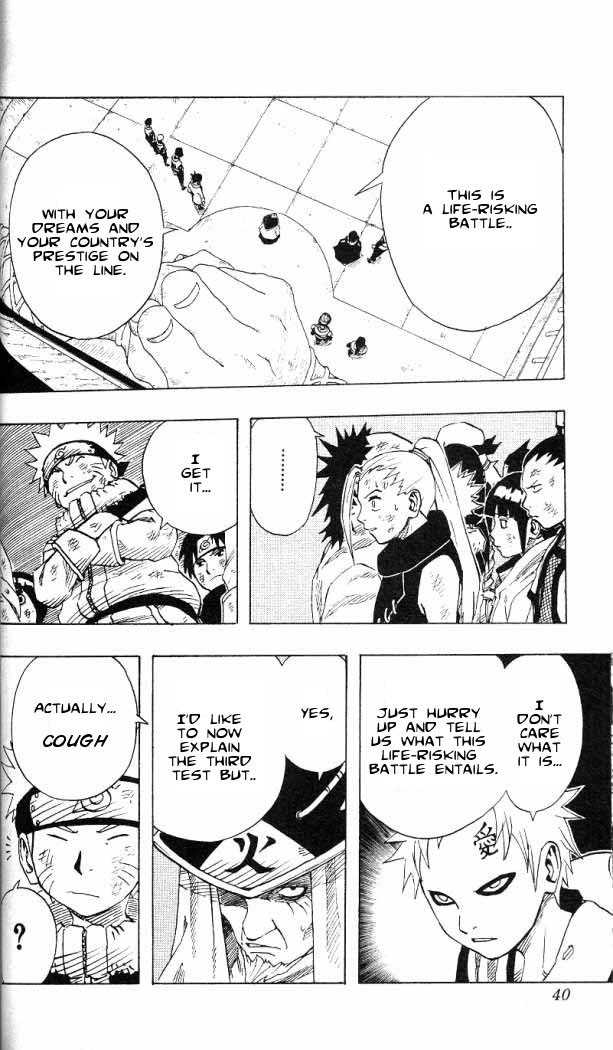 THIS IS
A LIFE-RISKING
BATTLE..
WITH YOUR
DREAMS AND
YOUR COUNTRY'S
PRESTIGE ON
THE LINE.
.........
I
GET
IT...
I
DON'T
CARE
WHAT
IT IS...
愛
JUST HURRY
UP AND TELL
US WHAT THIS
LIFE-RISKING
BATTLE ENTAILS.
YES,
I'D LIKE
TO NOW
EXPLAIN
THE THIRD
TEST BUT..
火
ACTUALLY...
COUGH
?
40